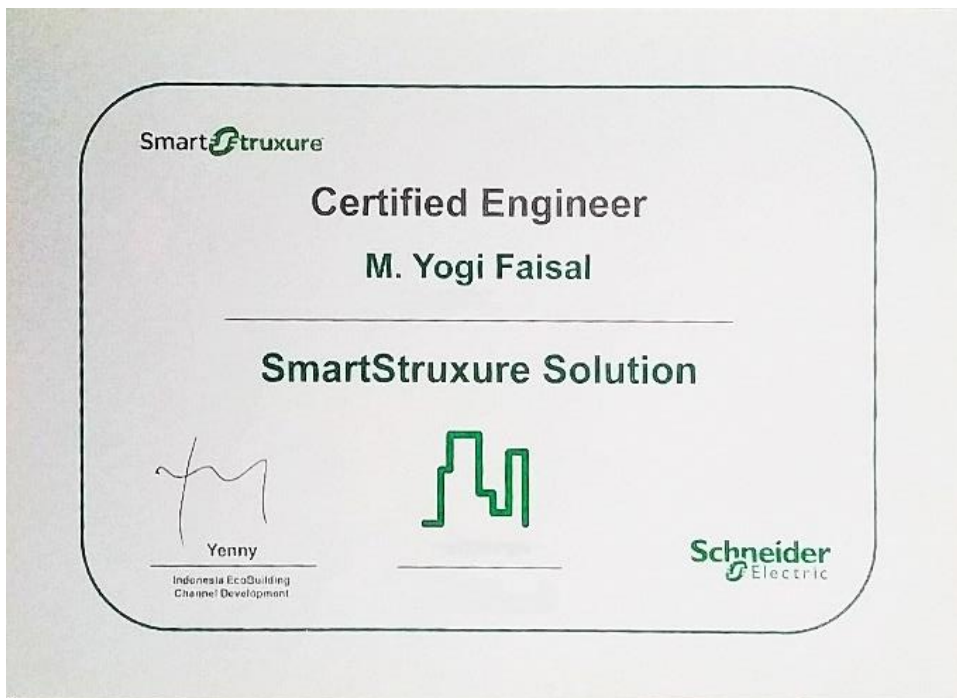 SmartStruxure
Certified Engineer
M. Yogi Faisal
SmartStruxure Solution
Yenny
Indonesia EcoBuilding
Channel Development
Schneider
Electric